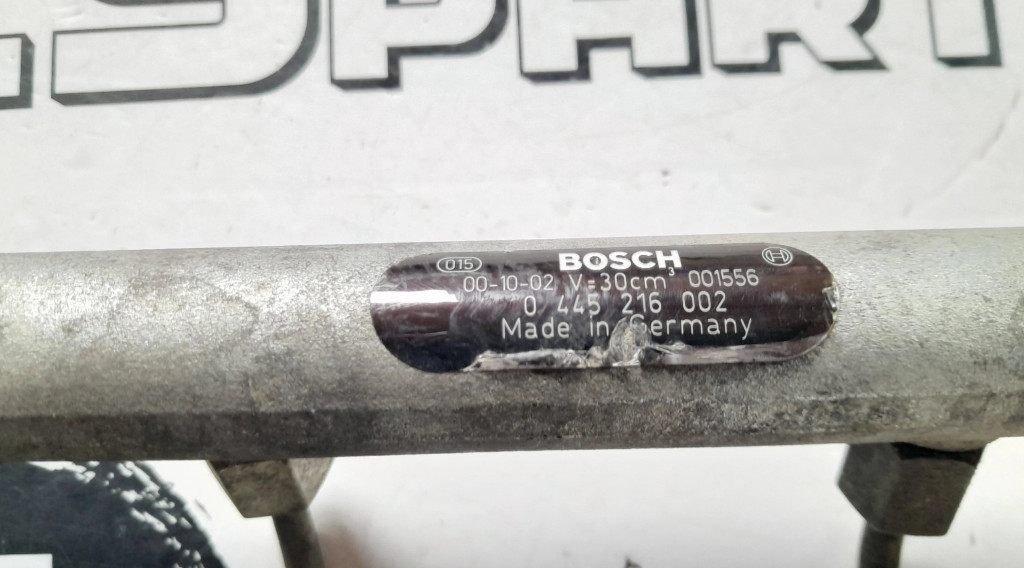 SPART
015 BOSCH
00-10-02 V=30cm³ 001556
0 445 216 002
Made in Germany